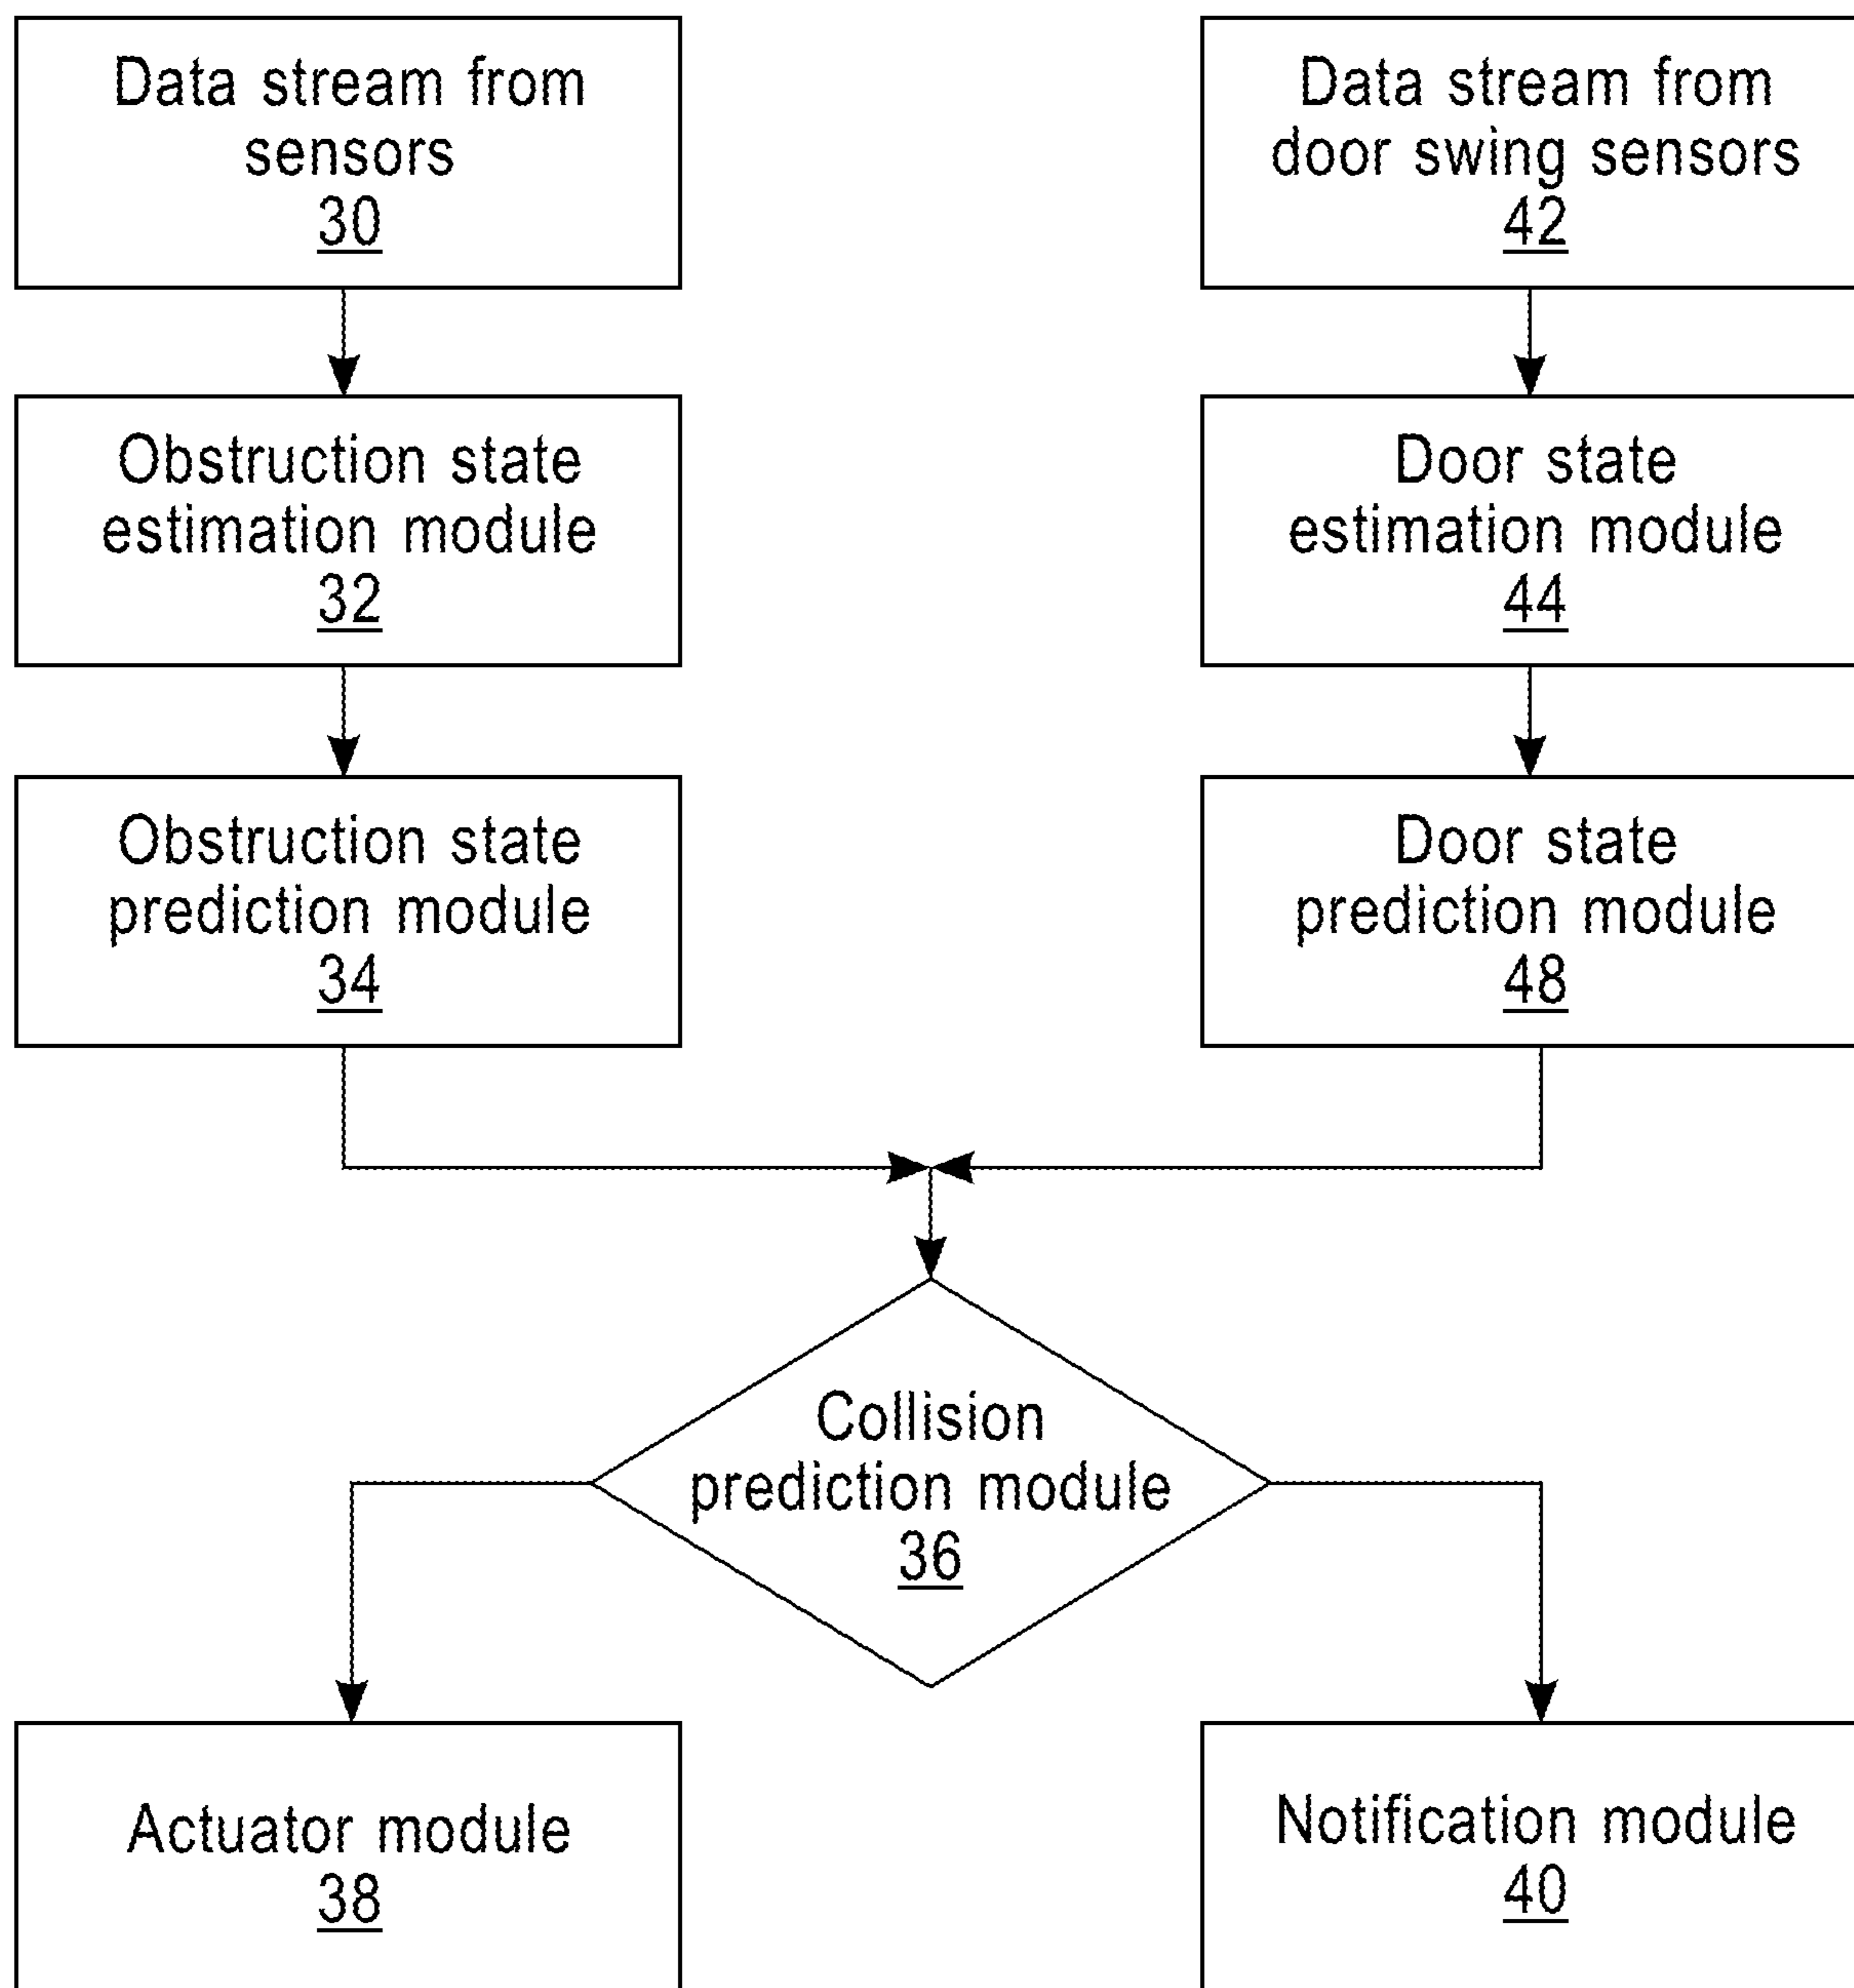 Data stream from
sensors
30
Data stream from
door swing sensors
42
Obstruction state
estimation module
32
Door state
estimation module
44
Obstruction state
prediction module
34
Door state
prediction module
48
Collision
prediction module
36
Actuator module
38
Notification module
40